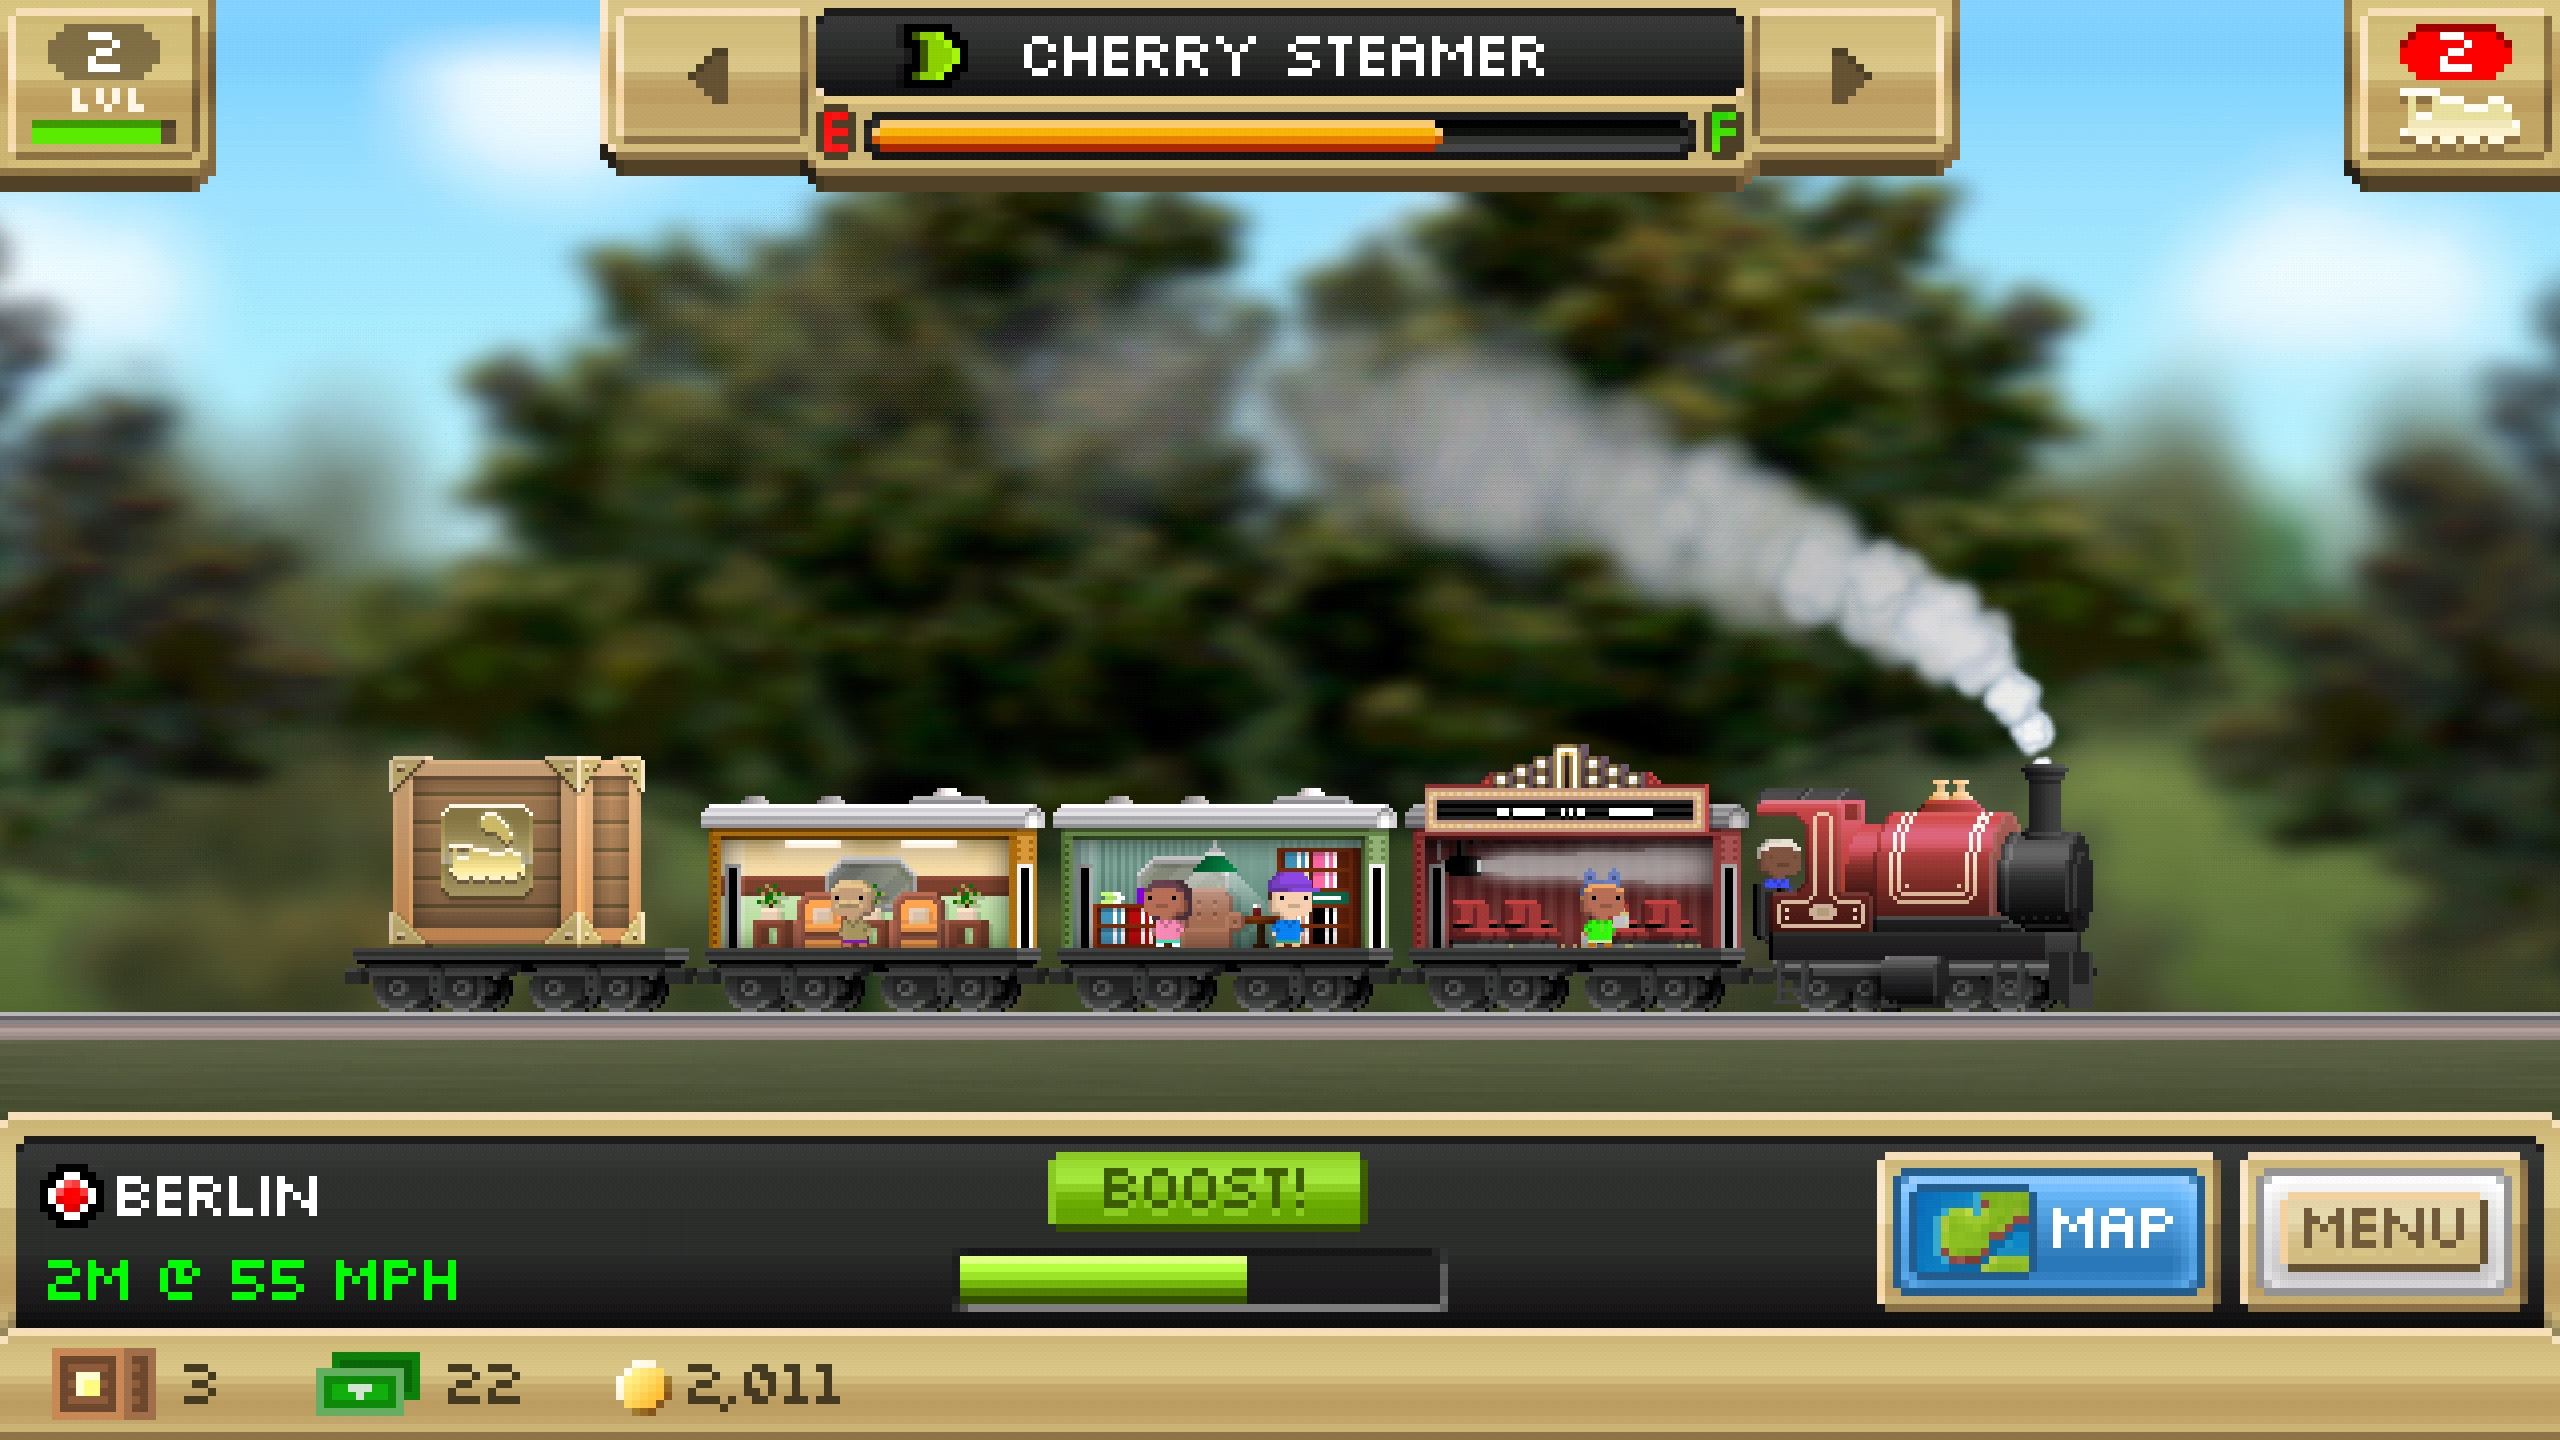 2
LVL
CHERRY STEAMER
E F
2
BERLIN
2M @ 55 MPH
BOOST!
MAP
MENU
3 22 2,011